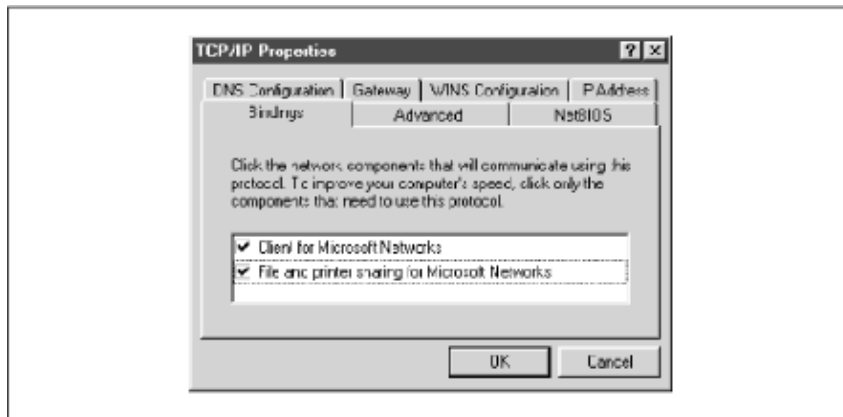 TCP/IP Properties
DNS Configuration Gateway WINS Configuration IP Address
Bindings Advanced NetBIOS
Click the network components that will communicate using this
protocol. To improve your computer's speed, click only the
components that need to use this protocol.
Client for Microsoft Networks
File and printer sharing for Microsoft Networks
OK Cancel